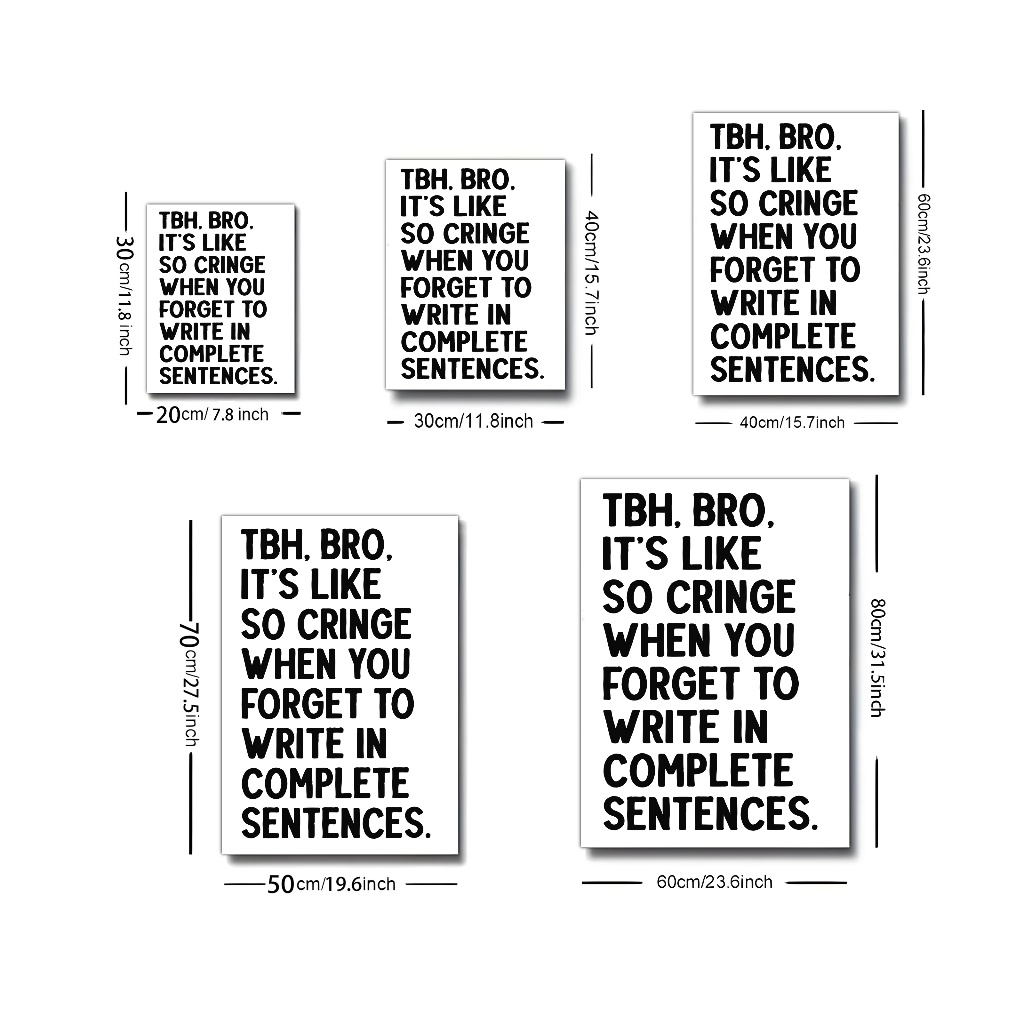 TBH, BRO,
IT'S LIKE
SO CRINGE
WHEN YOU
FORGET TO
WRITE IN
COMPLETE
SENTENCES.
30cm/11.8 inch
20cm/ 7.8 inch
TBH, BRO,
IT'S LIKE
SO CRINGE
WHEN YOU
FORGET TO
WRITE IN
COMPLETE
SENTENCES.
40cm/15.7inch
30cm/11.8inch
TBH, BRO,
IT'S LIKE
SO CRINGE
WHEN YOU
FORGET TO
WRITE IN
COMPLETE
SENTENCES.
60cm/23.6inch
40cm/15.7inch
TBH, BRO,
IT'S LIKE
SO CRINGE
WHEN YOU
FORGET TO
WRITE IN
COMPLETE
SENTENCES.
70cm/27.5inch
50cm/19.6inch
TBH, BRO,
IT'S LIKE
SO CRINGE
WHEN YOU
FORGET TO
WRITE IN
COMPLETE
SENTENCES.
80cm/31.5inch
60cm/23.6inch